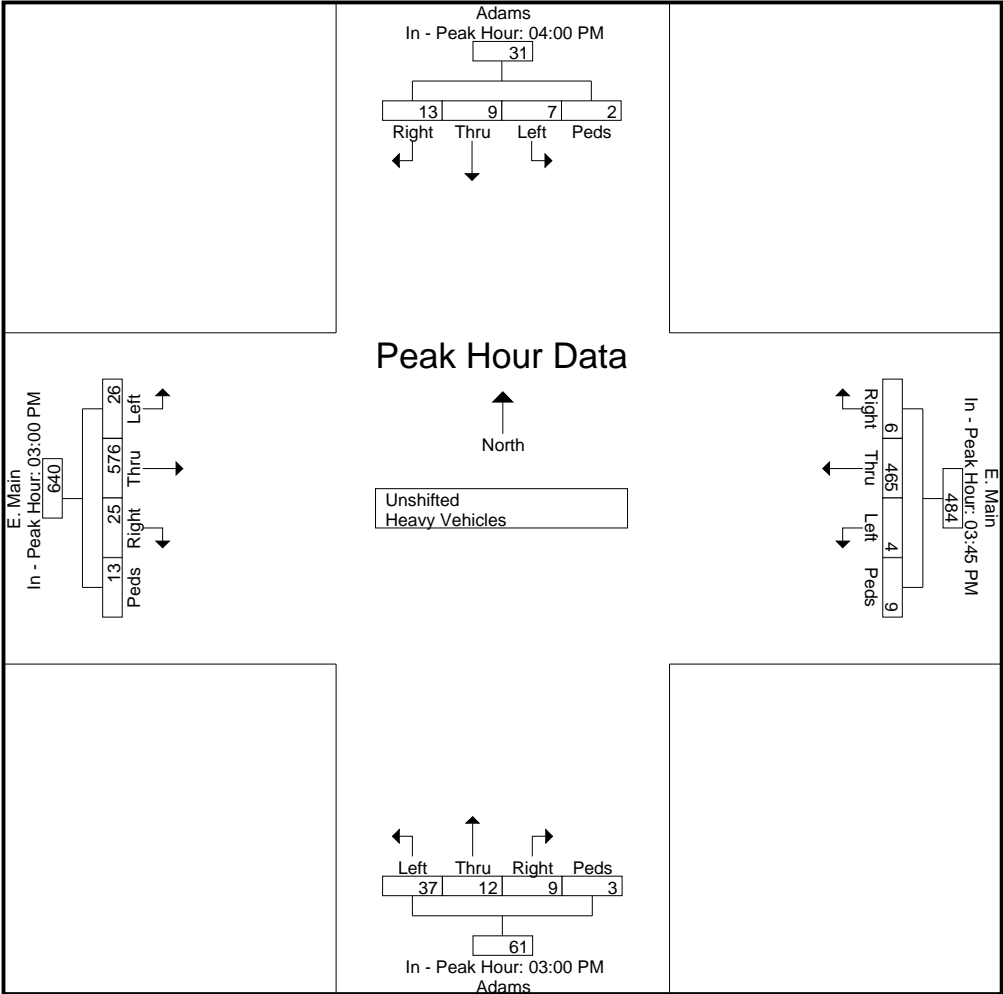 Adams
In - Peak Hour: 04:00 PM
31
13 9 7 2
Right Thru Left Peds
Peak Hour Data
North
Unshifted
Heavy Vehicles
E. Main
In - Peak Hour: 03:00 PM
640
26 576 25 13
Left Thru Right Peds
E. Main
In - Peak Hour: 03:45 PM
484
6 465 4 9
Right Thru Left Peds
Left Thru Right Peds
37 12 9 3
61
In - Peak Hour: 03:00 PM
Adams